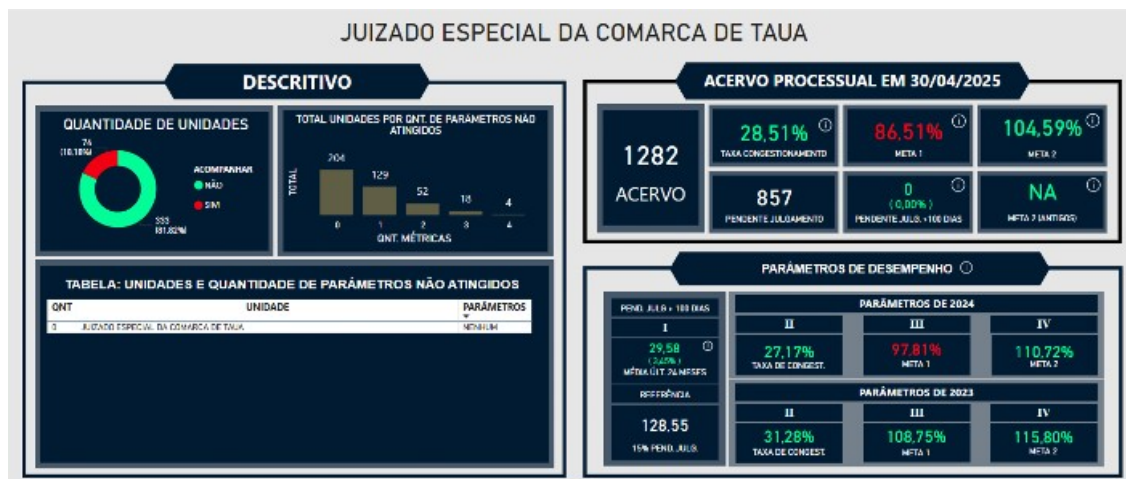 JUIZADO ESPECIAL DA COMARCA DE TAUA
DESCRITIVO
QUANTIDADE DE UNIDADES
74
ACOMPANHAR
NÃO
SIM
333
(81,82%)
TOTAL UNIDADES POR QNT. DE PARÂMETROS NÃO
ATINGIDOS
TOTAL
204
129
52
18
4
0 1 2 3 4
QNT. MÉTRICAS
TABELA: UNIDADES E QUANTIDADE DE PARÂMETROS NÃO ATINGIDOS
QNT UNIDADE PARÂMETROS
0 JUIZADO ESPECIAL DA COMARCA DE TAUA NENHUM
ACERVO PROCESSUAL EM 30/04/2025
1282
ACERVO
28,51%
TAXA CONGESTIONAMENTO
86,51%
META 1
104,59%
META 2
857
PENDENTE JULGAMENTO
0
(0,00%)
PENDENTE JULG. +100 DIAS
NA
META 2 (ANTIGOS)
PARÂMETROS DE DESEMPENHO
PEND. JULG + 100 DIAS
I
29,58
MÉDIA ÚLT. 24 MESES
REFERÊNCIA
128,55
15% PEND. JULG.
PARÂMETROS DE 2024
II III IV
27,17% 97,81% 110,72%
TAXA DE CONGEST. META 1 META 2
PARÂMETROS DE 2023
II III IV
31,28% 108,75% 115,80%
TAXA DE CONGEST. META 1 META 2